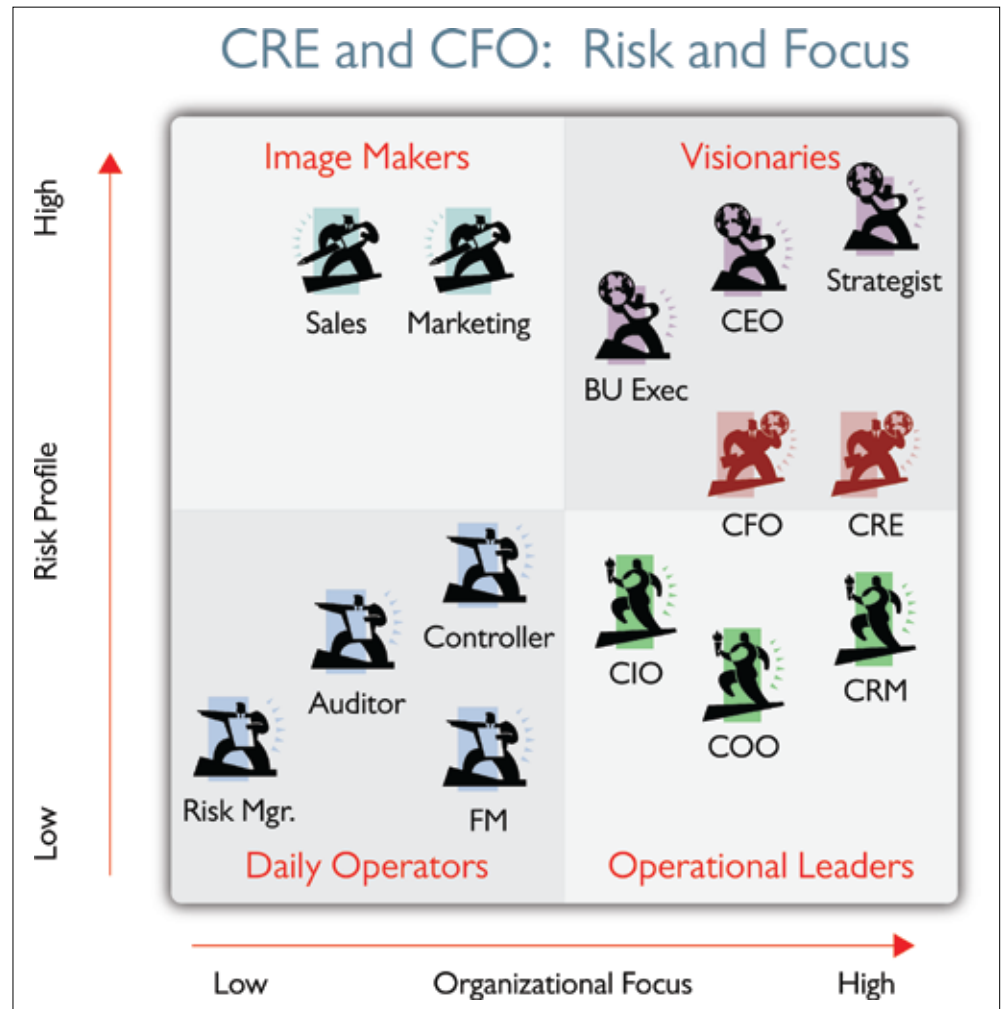 CRE and CFO: Risk and Focus
Image Makers
Visionaries
High
Risk Profile
Low
Sales
Marketing
BU Exec
CEO
Strategist
CFO
CRE
Controller
Auditor
Risk Mgr.
FM
CIO
COO
CRM
Daily Operators
Operational Leaders
Low
Organizational Focus
High